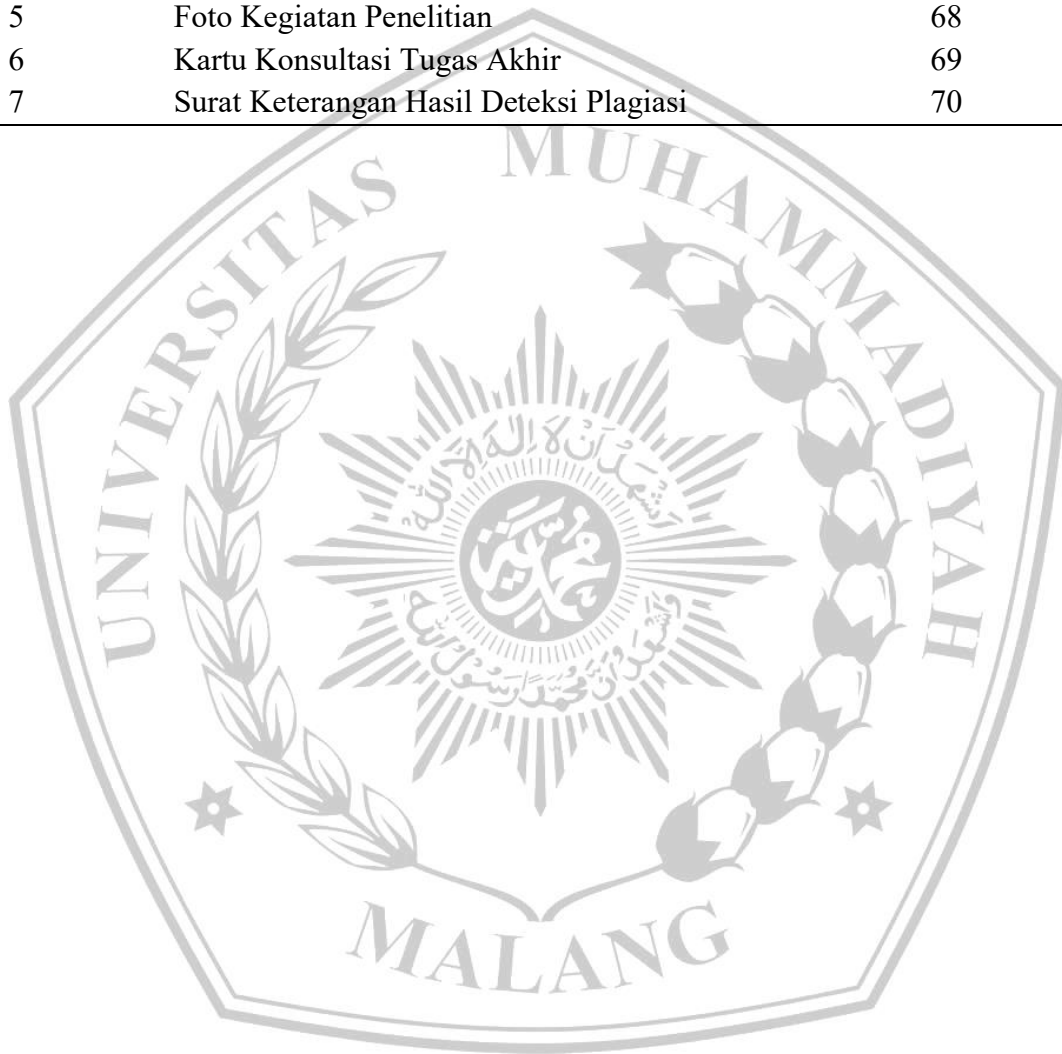 5 Foto Kegiatan Penelitian 68
6 Kartu Konsultasi Tugas Akhir 69
7 Surat Keterangan Hasil Deteksi Plagiasi 70
UNIVERSITAS MUHAMMADIYAH
MALANG